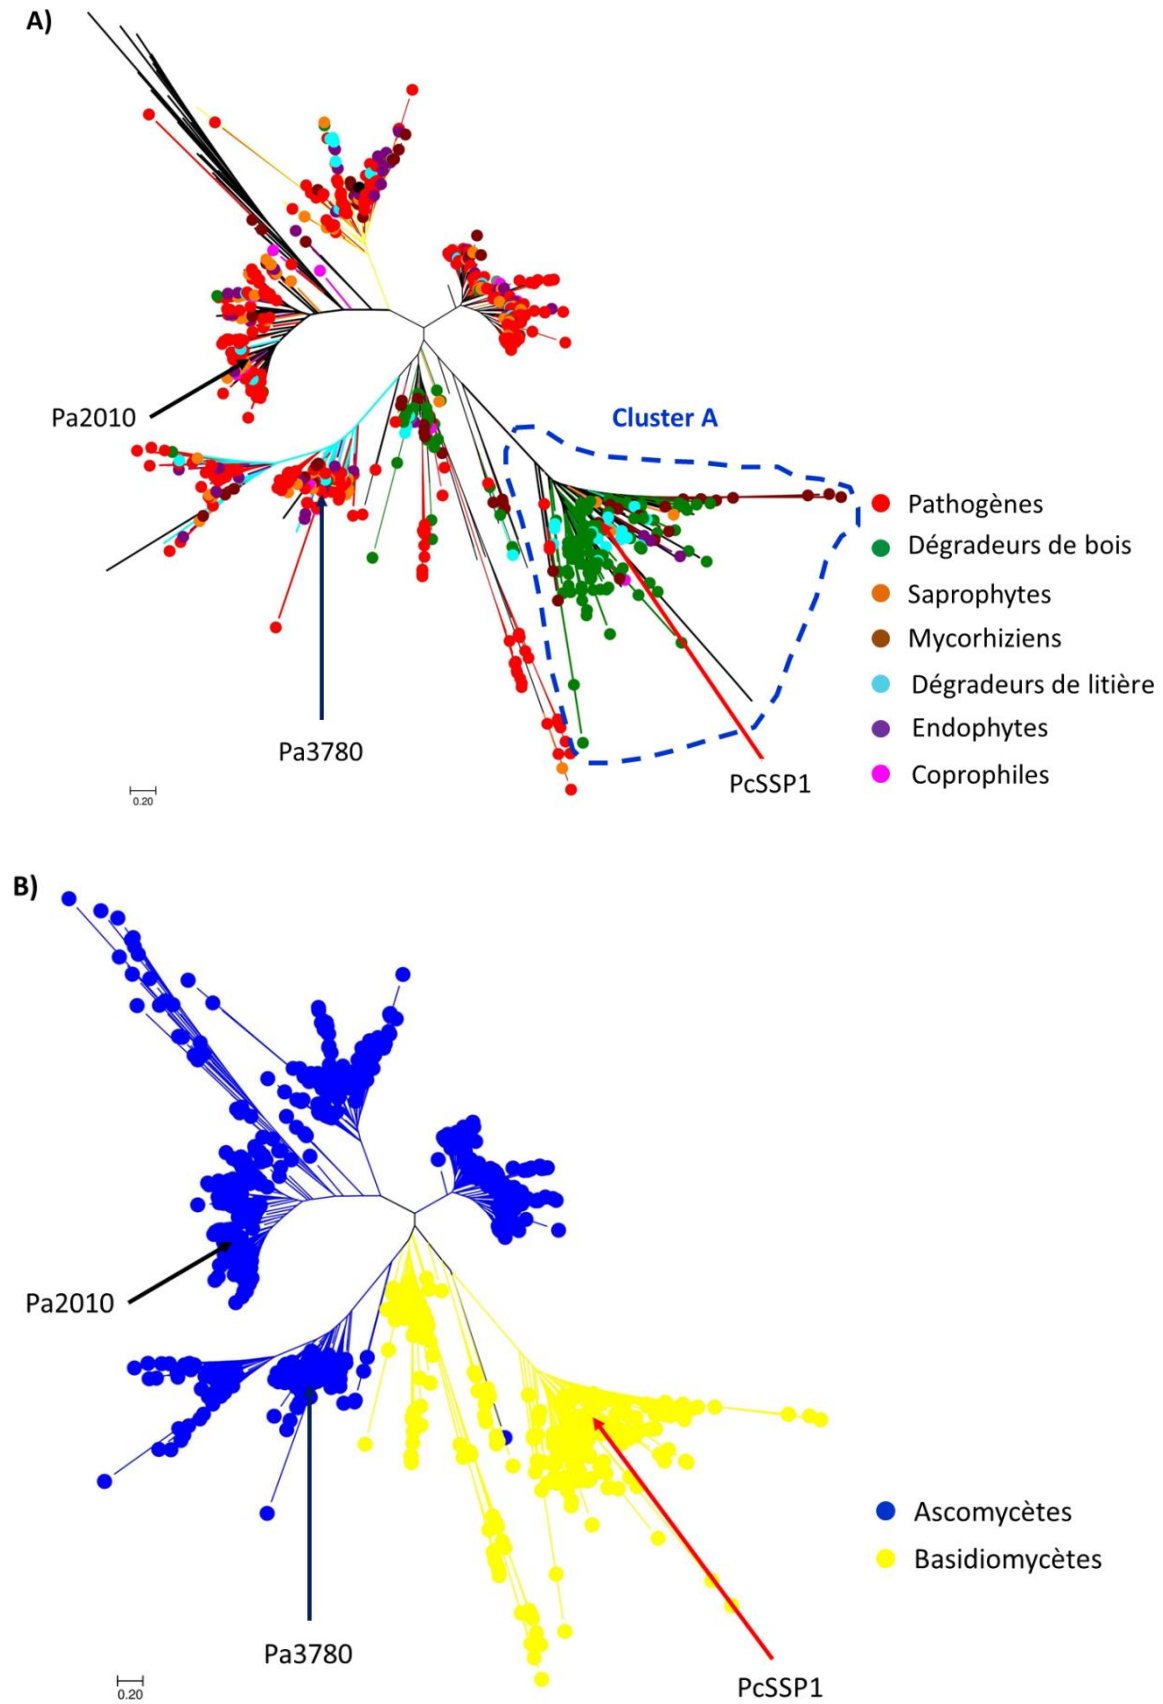 A)
Pa2010
Cluster A
Pathogènes
Dégradeurs de bois
Saprophytes
Mycorhiziens
Dégradeurs de litière
Endophytes
Coprophiles
Pa3780
PcSSP1
0.20
B)
Pa2010
Ascomycètes
Basidiomycètes
Pa3780
PcSSP1
0.20